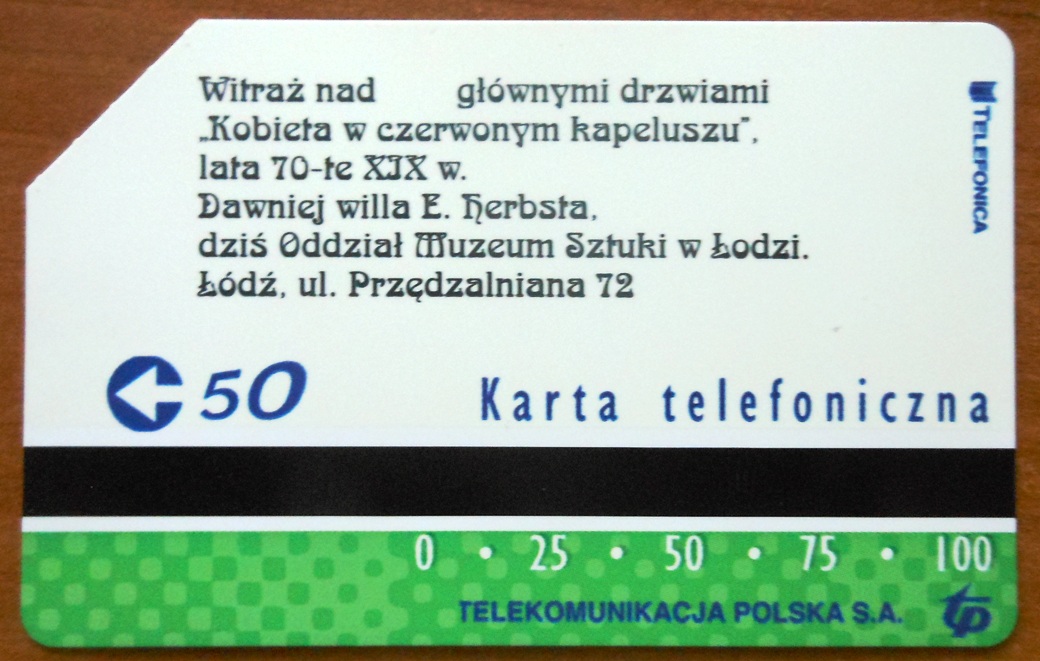 Witraż nad głównymi drzwiami
„Kobieta w czerwonym kapeluszu",
lata 70-te XIX w.
Dawniej willa E. Herbsta,
dziś Oddział Muzeum Sztuki w Łodzi.
Łódź, ul. Przędzalniana 72
TELEFONICA
50
Karta telefoniczna
0 • 25 • 50 • 75 • 100
TELEKOMUNIKACJA POLSKA S.A. tp